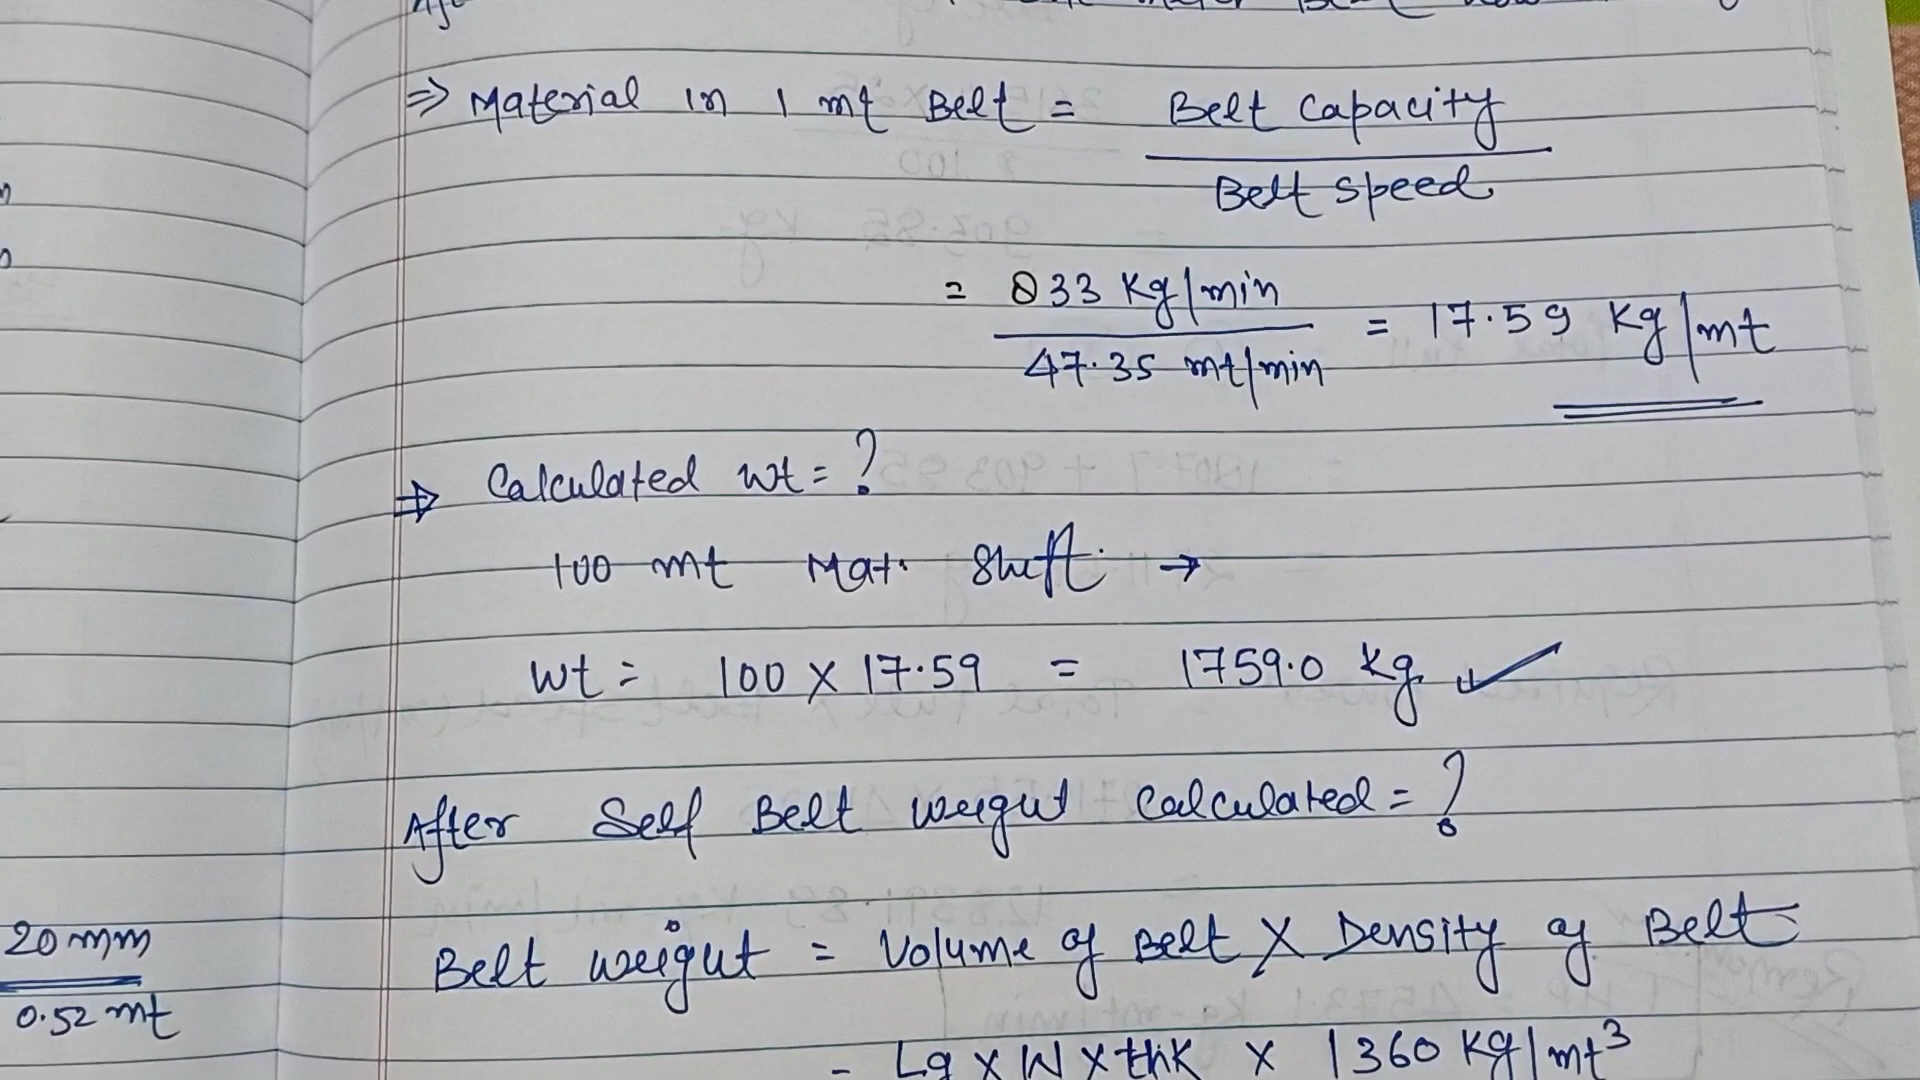 ⇒ Material in 1 mt Belt = Belt Capacity
Belt Speed
= 833 Kg/min = 17.59 Kg/mt
47.35 mt/min
⇒ Calculated wt = ?
100 mt Mat. Shift. →
wt = 100 X 17.59 = 1759.0 Kg. ✓
After Self Belt weight Calculated = ?
Belt weight = Volume of Belt X Density of Belt
= Lg X W X thk X 1360 Kg/mt³
20 mm
0.52 mt